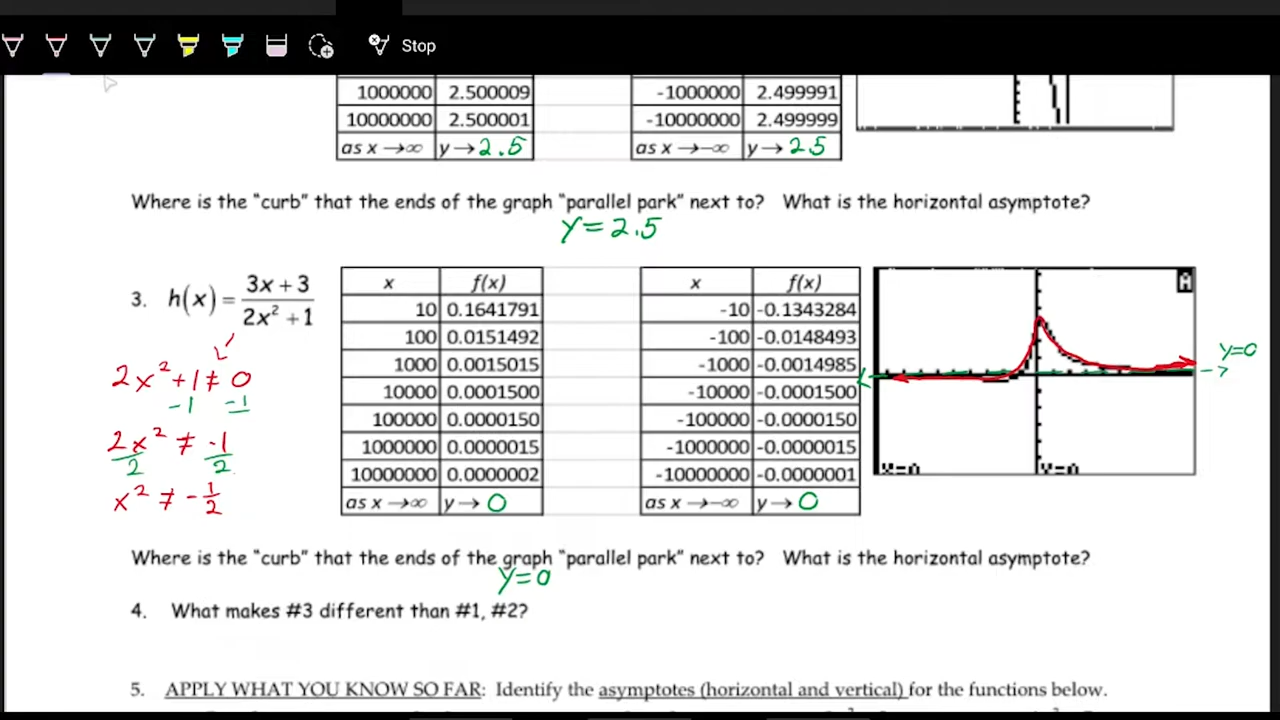 Stop
1000000 2.500009 -1000000 2.499991
10000000 2.500001 -10000000 2.499999
as x →∞ y → 2.5 as x →-∞ y → 2.5
Where is the “curb” that the ends of the graph “parallel park” next to? What is the horizontal asymptote?
y = 2.5
3. h(x) = (3x + 3)/(2x² + 1)
x f(x) x f(x)
10 0.1641791 -10 -0.1343284
100 0.0151492 -100 -0.0148493
1000 0.0015015 -1000 -0.0014985
10000 0.0001500 -10000 -0.0001500
100000 0.0000150 -100000 -0.0000150
1000000 0.0000015 -1000000 -0.0000015
10000000 0.0000002 -10000000 -0.0000001
as x →∞ y → 0 as x →-∞ y → 0
2x² + 1 ≠ 0
-1 -1
2x² ≠ -1
2 2
x² ≠ -1/2
y=0
X=0 Y=0
Where is the “curb” that the ends of the graph “parallel park” next to? What is the horizontal asymptote?
y=0
4. What makes #3 different than #1, #2?
5. APPLY WHAT YOU KNOW SO FAR: Identify the asymptotes (horizontal and vertical) for the functions below.